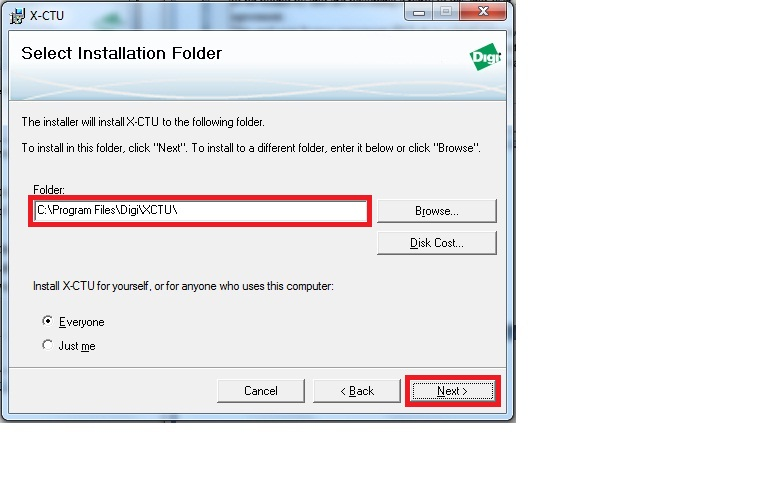 X-CTU
Select Installation Folder
Digi
The installer will install X-CTU to the following folder.
To install in this folder, click "Next". To install to a different folder, enter it below or click "Browse".
Folder:
C:\Program Files\Digi\XCTU\
Browse...
Disk Cost...
Install X-CTU for yourself, or for anyone who uses this computer:
Everyone
Just me
Cancel
< Back
Next >